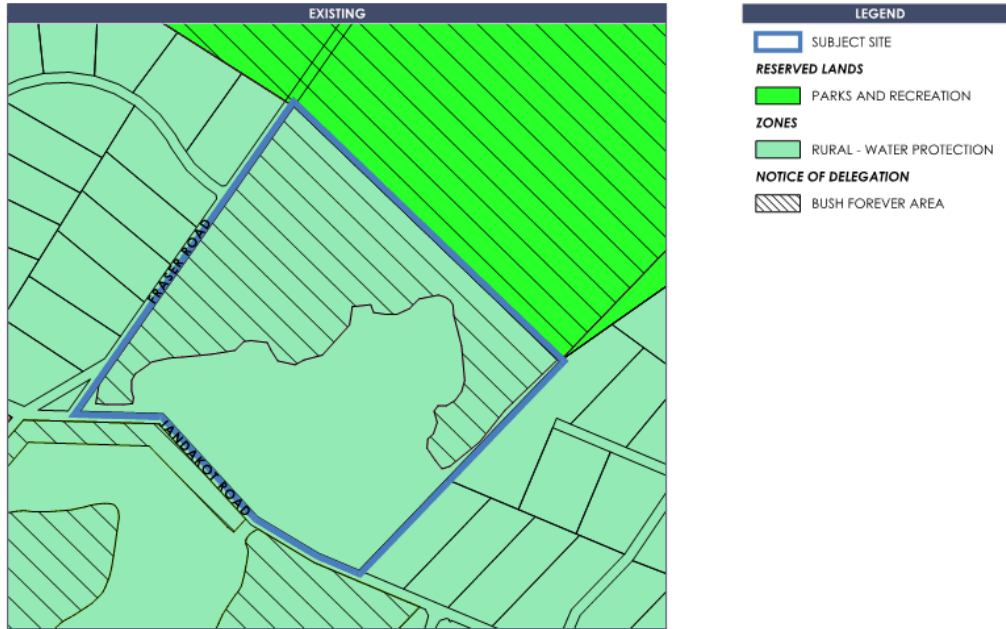 EXISTING
FRASER ROAD
JANDAKOT ROAD
LEGEND
SUBJECT SITE
RESERVED LANDS
PARKS AND RECREATION
ZONES
RURAL - WATER PROTECTION
NOTICE OF DELEGATION
BUSH FOREVER AREA